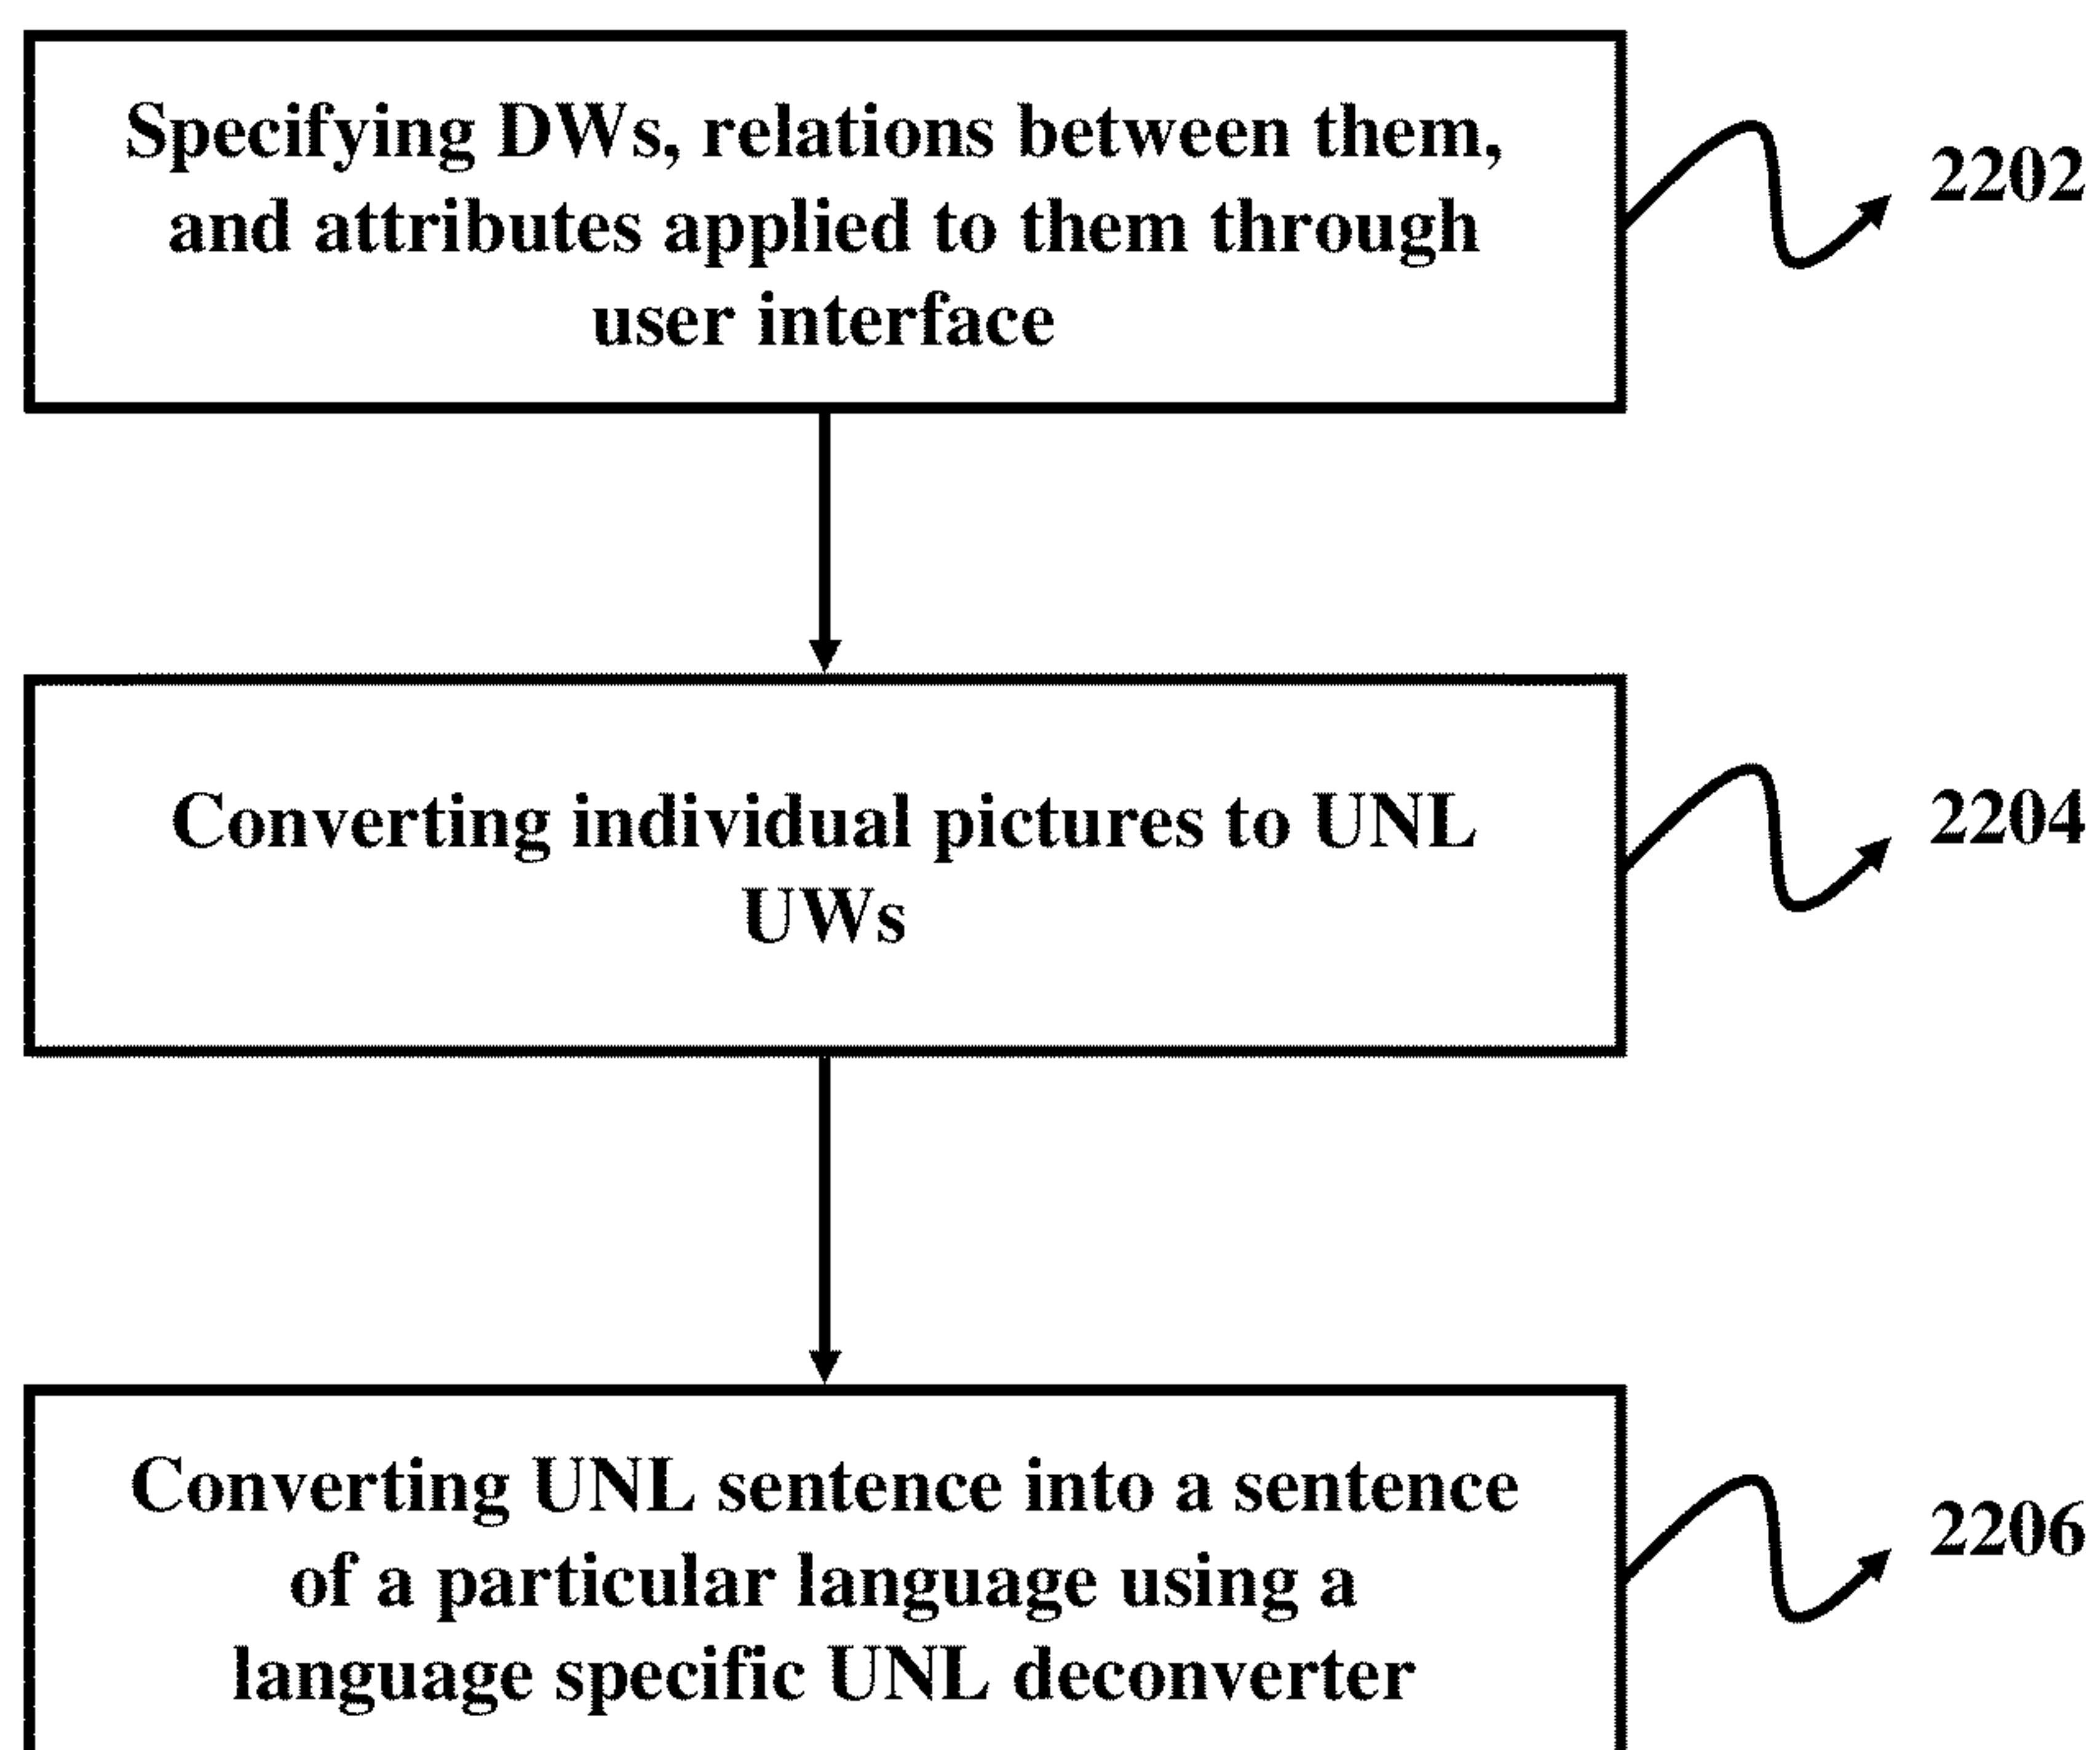 Specifying DWs, relations between them,
and attributes applied to them through
user interface
2202
Converting individual pictures to UNL
UWs
2204
Converting UNL sentence into a sentence
of a particular language using a
language specific UNL deconverter
2206